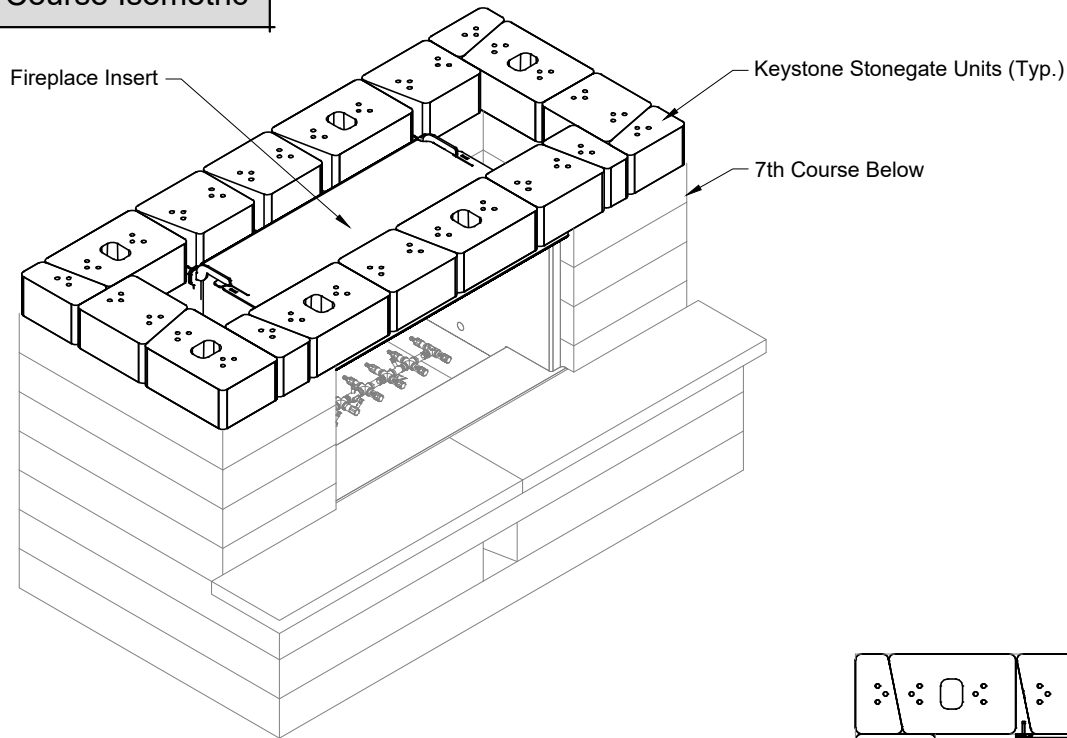 Course Isometric
Fireplace Insert
Keystone Stonegate Units (Typ.)
7th Course Below